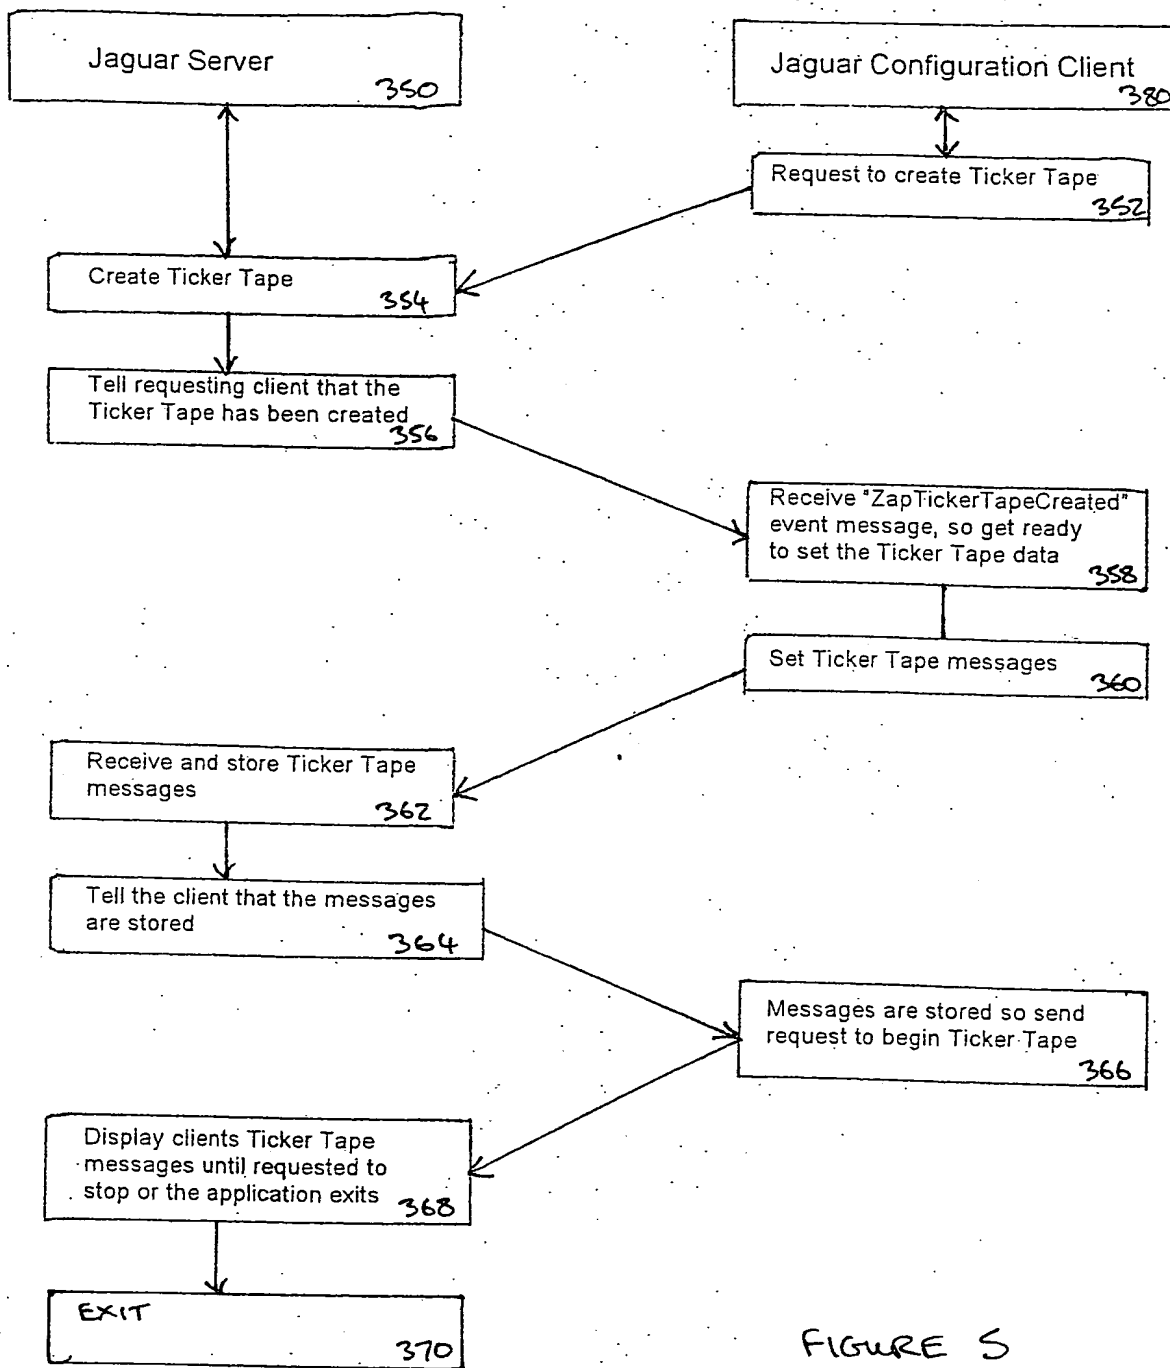 Jaguar Server
350
Jaguar Configuration Client
380
Request to create Ticker Tape
352
Create Ticker Tape
354
Tell requesting client that the
Ticker Tape has been created
356
Receive "ZapTickerTapeCreated"
event message, so get ready
to set the Ticker Tape data
358
Set Ticker Tape messages
360
Receive and store Ticker Tape
messages
362
Tell the client that the messages
are stored
364
Messages are stored so send
request to begin Ticker Tape
366
Display clients Ticker Tape
messages until requested to
stop or the application exits
368
EXIT
370
FIGURE 5